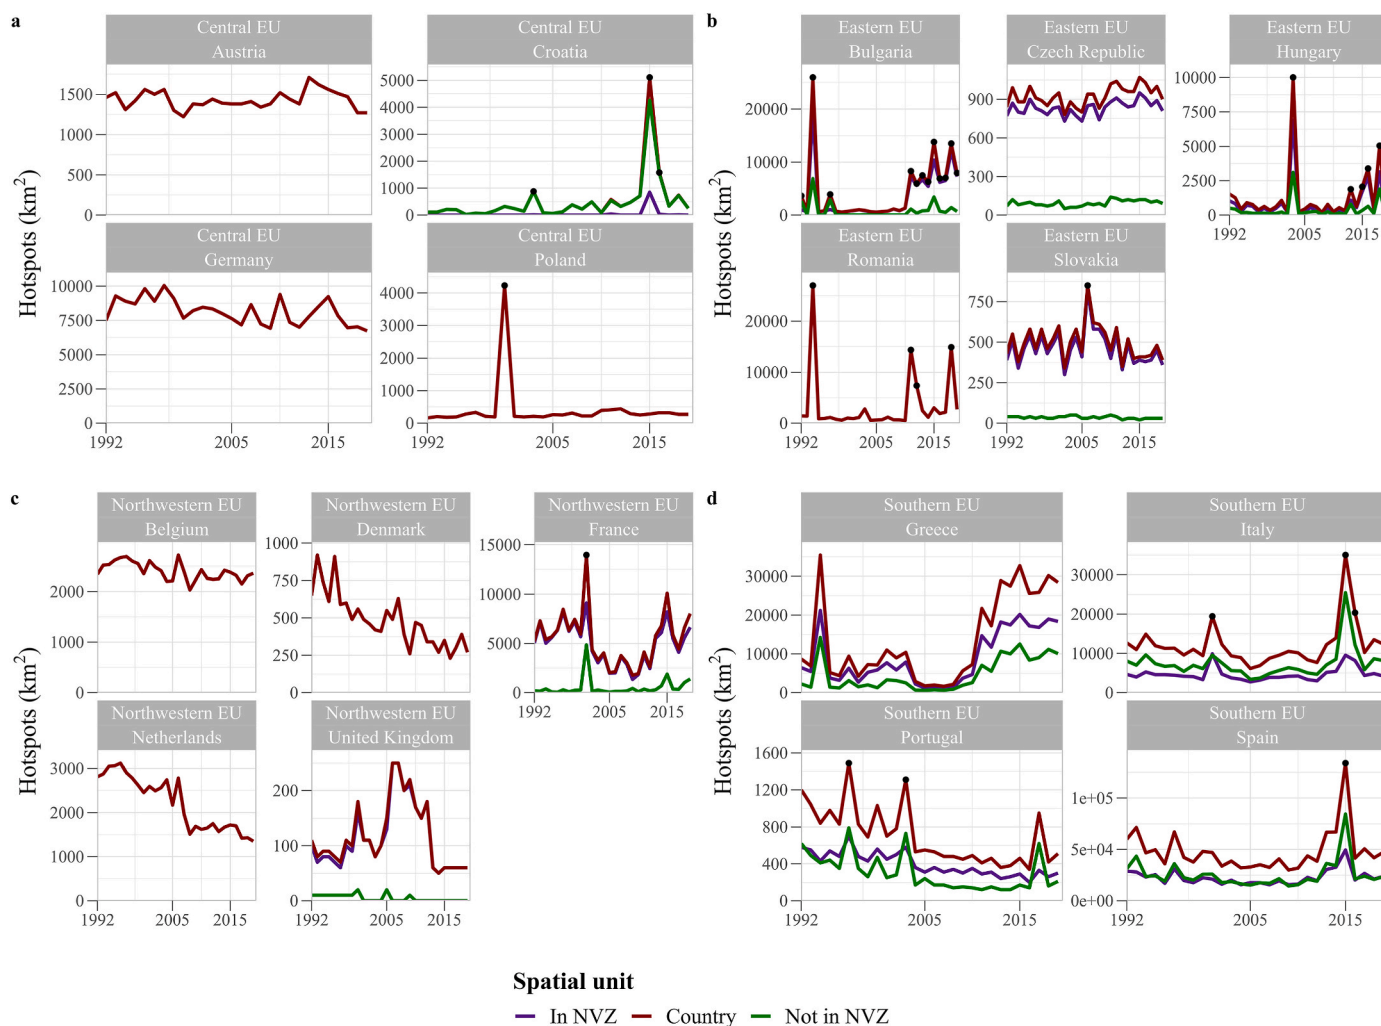 a
Central EU
Austria
Central EU
Croatia
1500
1000
500
0
5000
4000
3000
2000
1000
0
Central EU
Germany
Central EU
Poland
10000
7500
5000
2500
0
4000
3000
2000
1000
0
1992
2005
2015
1992
2005
2015
Hotspots (km²)
b
Eastern EU
Bulgaria
Eastern EU
Czech Republic
Eastern EU
Hungary
20000
10000
0
900
600
300
0
10000
7500
5000
2500
0
1992
2005
2015
Eastern EU
Romania
Eastern EU
Slovakia
20000
10000
0
750
500
250
0
1992
2005
2015
1992
2005
2015
Hotspots (km²)
c
Northwestern EU
Belgium
Northwestern EU
Denmark
Northwestern EU
France
2000
1000
0
1000
750
500
250
0
15000
10000
5000
0
1992
2005
2015
Northwestern EU
Netherlands
Northwestern EU
United Kingdom
3000
2000
1000
0
200
100
0
1992
2005
2015
1992
2005
2015
Hotspots (km²)
d
Southern EU
Greece
Southern EU
Italy
30000
20000
10000
0
30000
20000
10000
0
Southern EU
Portugal
Southern EU
Spain
1600
1200
800
400
0
1e+05
5e+04
0e+00
1992
2005
2015
1992
2005
2015
Hotspots (km²)
Spatial unit
In NVZ
Country
Not in NVZ